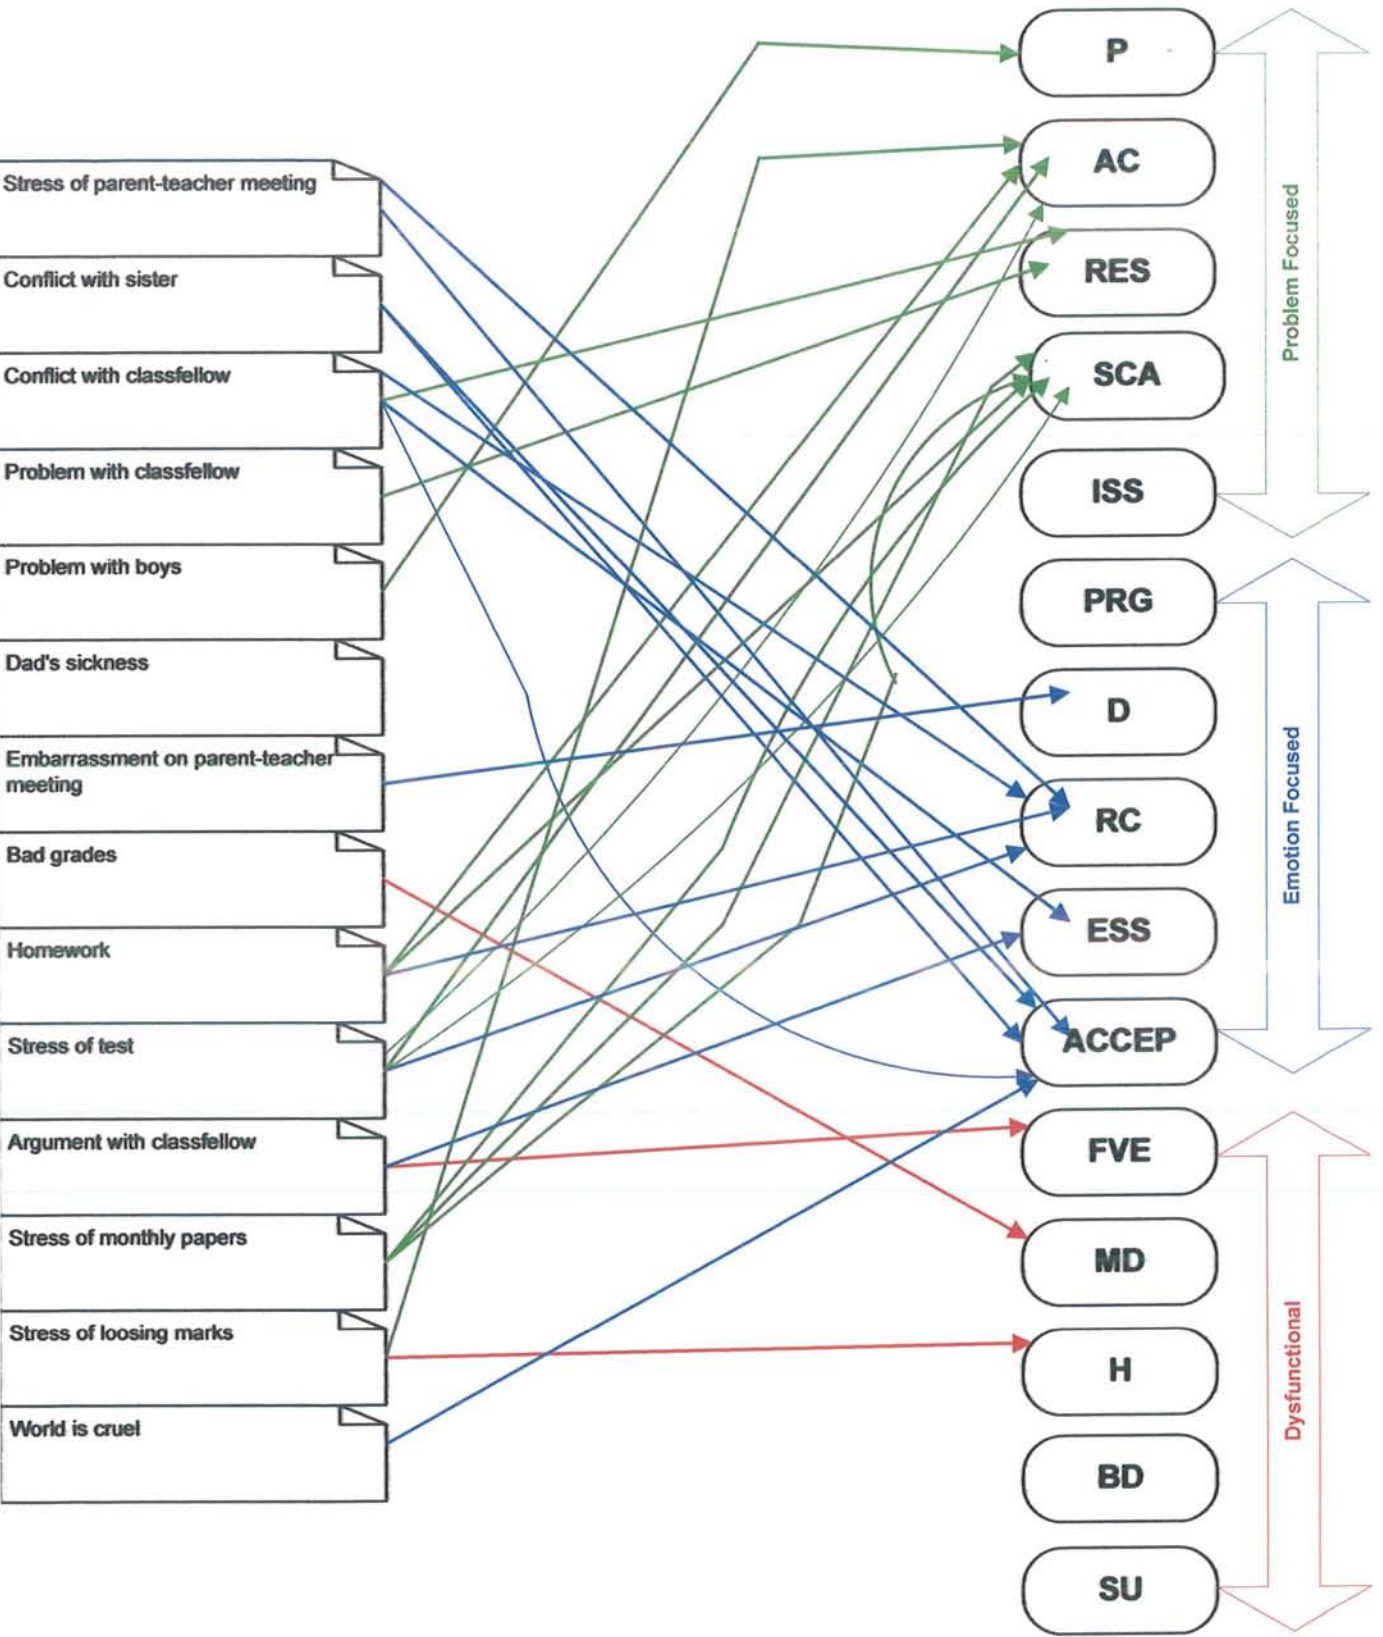 Stress of parent-teacher meeting
Conflict with sister
Conflict with classfellow
Problem with classfellow
Problem with boys
Dad's sickness
Embarrassment on parent-teacher
meeting
Bad grades
Homework
Stress of test
Argument with classfellow
Stress of monthly papers
Stress of loosing marks
World is cruel
P
AC
RES
SCA
ISS
PRG
D
RC
ESS
ACCEP
FVE
MD
H
BD
SU
Problem Focused
Emotion Focused
Dysfunctional